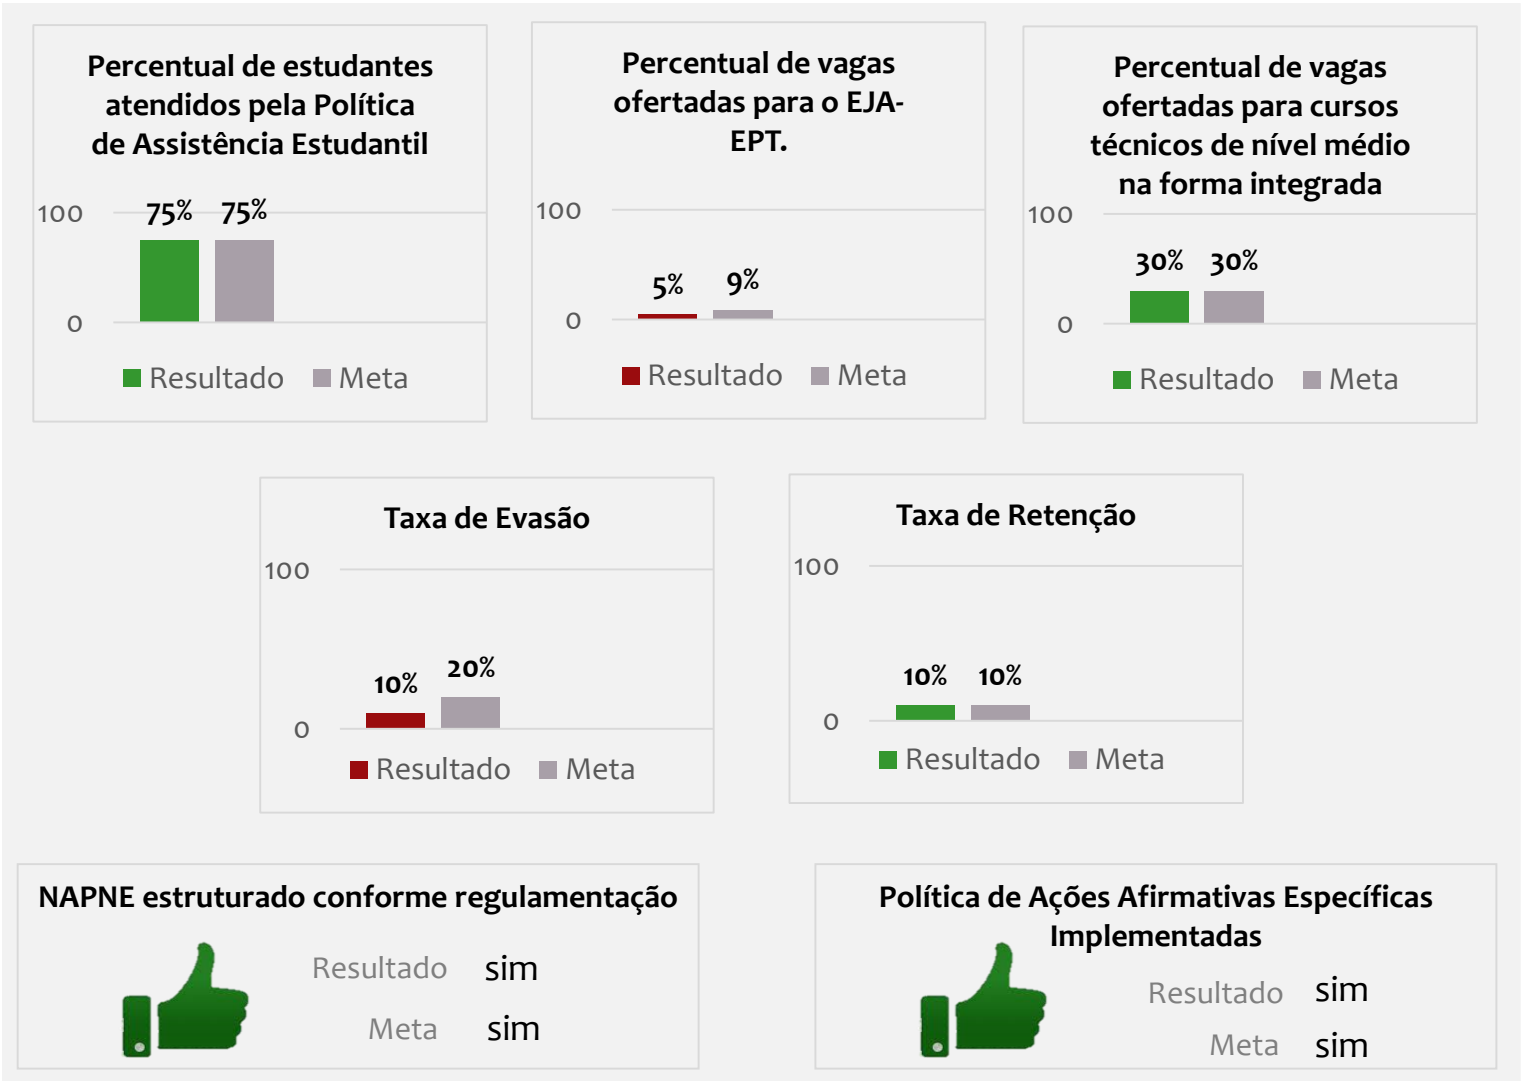 Percentual de estudantes
atendidos pela Política
de Assistência Estudantil
100
75% 75%
0
Resultado Meta
Percentual de vagas
ofertadas para o EJA-
EPT.
100
5% 9%
0
Resultado Meta
Percentual de vagas
ofertadas para cursos
técnicos de nível médio
na forma integrada
100
30% 30%
0
Resultado Meta
Taxa de Evasão
100
10% 20%
0
Resultado Meta
Taxa de Retenção
100
10% 10%
0
Resultado Meta
NAPNE estruturado conforme regulamentação
Resultado sim
Meta sim
Política de Ações Afirmativas Específicas
Implementadas
Resultado sim
Meta sim